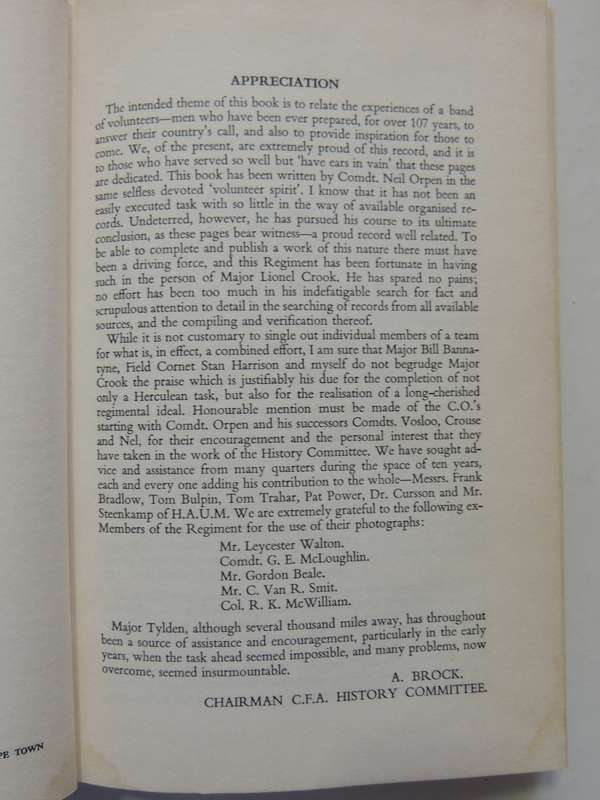 APPRECIATION
The intended theme of this book is to relate the experiences of a band
of volunteers—men who have been ever prepared, for over 107 years, to
answer their country's call, and also to provide inspiration for those to
come. We, of the present, are extremely proud of this record, and it is
to those who have served so well but 'have ears in vain' that these pages
are dedicated. This book has been written by Comdt. Neil Orpen in the
same selfless devoted 'volunteer spirit'. I know that it has not been an
easily executed task with so little in the way of available organised re-
cords. Undeterred, however, he has pursued his course to its ultimate
conclusion, as these pages bear witness—a proud record well related. To
be able to complete and publish a work of this nature there must have
been a driving force, and this Regiment has been fortunate in having
such in the person of Major Lionel Crook. He has spared no pains;
no effort has been too much in his indefatigable search for fact and
scrupulous attention to detail in the searching of records from all available
sources, and the compiling and verification thereof.
While it is not customary to single out individual members of a team
for what is, in effect, a combined effort, I am sure that Major Bill Banna-
tyne, Field Cornet Stan Harrison and myself do not begrudge Major
Crook the praise which is justifiably his due for the completion of not
only a Herculean task, but also for the realisation of a long-cherished
regimental ideal. Honourable mention must be made of the C.O.'s
starting with Comdt. Orpen and his successors Comdts. Vosloo, Crouse
and Nel, for their encouragement and the personal interest that they
have taken in the work of the History Committee. We have sought ad-
vice and assistance from many quarters during the space of ten years,
each and every one adding his contribution to the whole—Messrs. Frank
Bradlow, Tom Bulpin, Tom Trahar, Pat Power, Dr. Cursson and Mr.
Steenkamp of H.A.U.M. We are extremely grateful to the following ex-
Members of the Regiment for the use of their photographs:
Mr. Leycester Walton.
Comdt. G. E. McLoughlin.
Mr. Gordon Beale.
Mr. C. Van R. Smit.
Col. R. K. McWilliam.
Major Tylden, although several thousand miles away, has throughout
been a source of assistance and encouragement, particularly in the early
years, when the task ahead seemed impossible, and many problems, now
overcome, seemed insurmountable.
A. BROCK.
CHAIRMAN C.F.A. HISTORY COMMITTEE.
PE TOWN